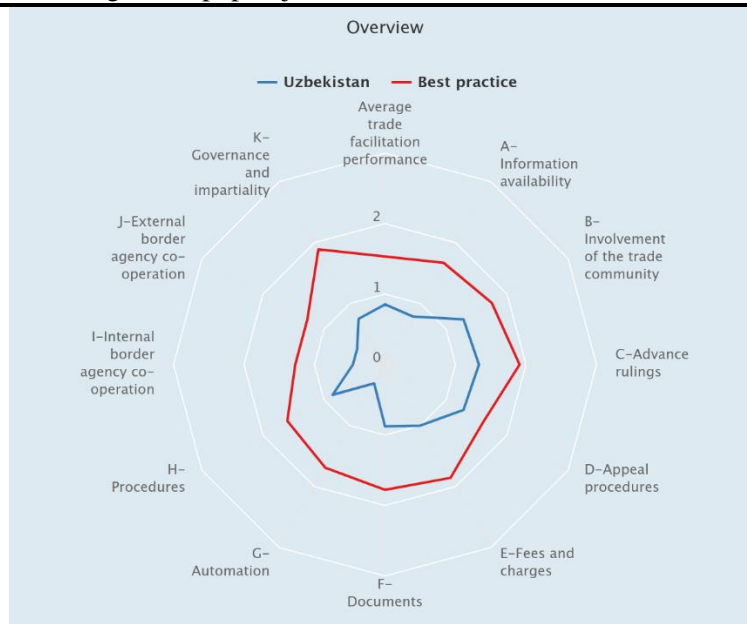 Overview
Uzbekistan
Best practice
Average
trade
facilitation
performance
A–
Information
availability
B–
Involvement
of the trade
community
C–Advance
rulings
D–Appeal
procedures
E–Fees and
charges
F–
Documents
G–
Automation
H–
Procedures
I–Internal
border
agency co–
operation
J–External
border
agency co–
operation
K–
Governance
and
impartiality
2
1
0